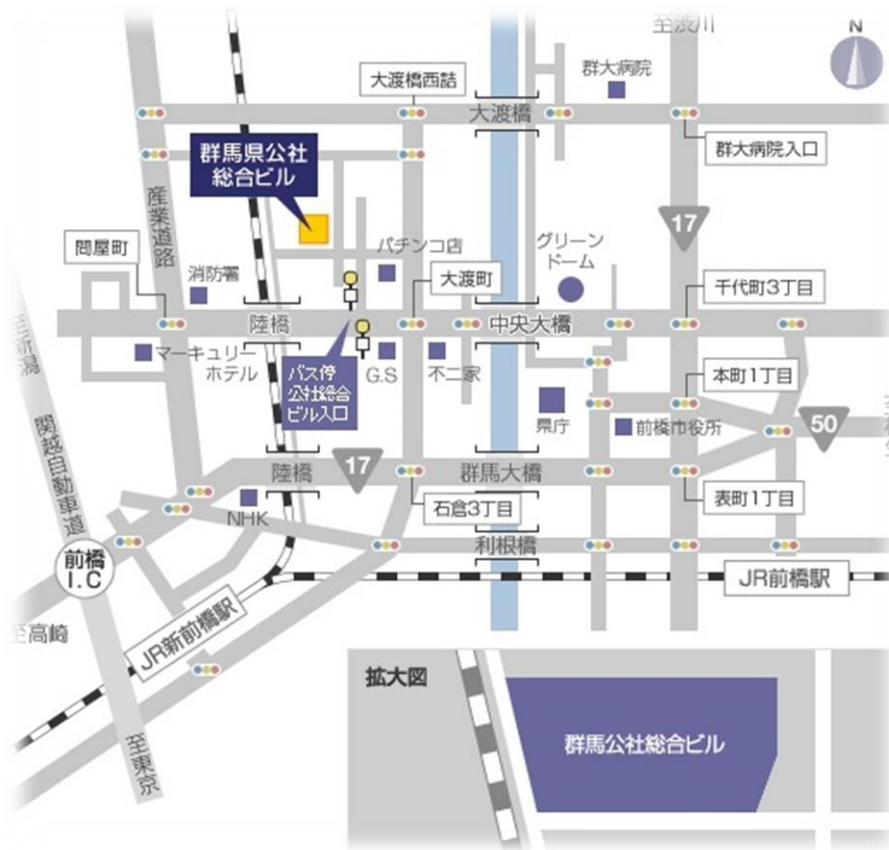 至渋川
N
群大病院
大渡橋西詰
大渡橋
群馬県公社
総合ビル
群大病院入口
産業道路
17
問屋町
パチンコ店
グリーン
ドーム
消防署
大渡町
千代町3丁目
陸橋
中央大橋
至新潟
マーキュリー
ホテル
バス停
公社総合
ビル入口
G.S
不二家
本町1丁目
県庁
前橋市役所
50
関越自動車道
陸橋
17
群馬大橋
NHK
石倉3丁目
表町1丁目
利根橋
前橋
I.C
JR前橋駅
至高崎
JR新前橋駅
拡大図
至東京
群馬公社総合ビル